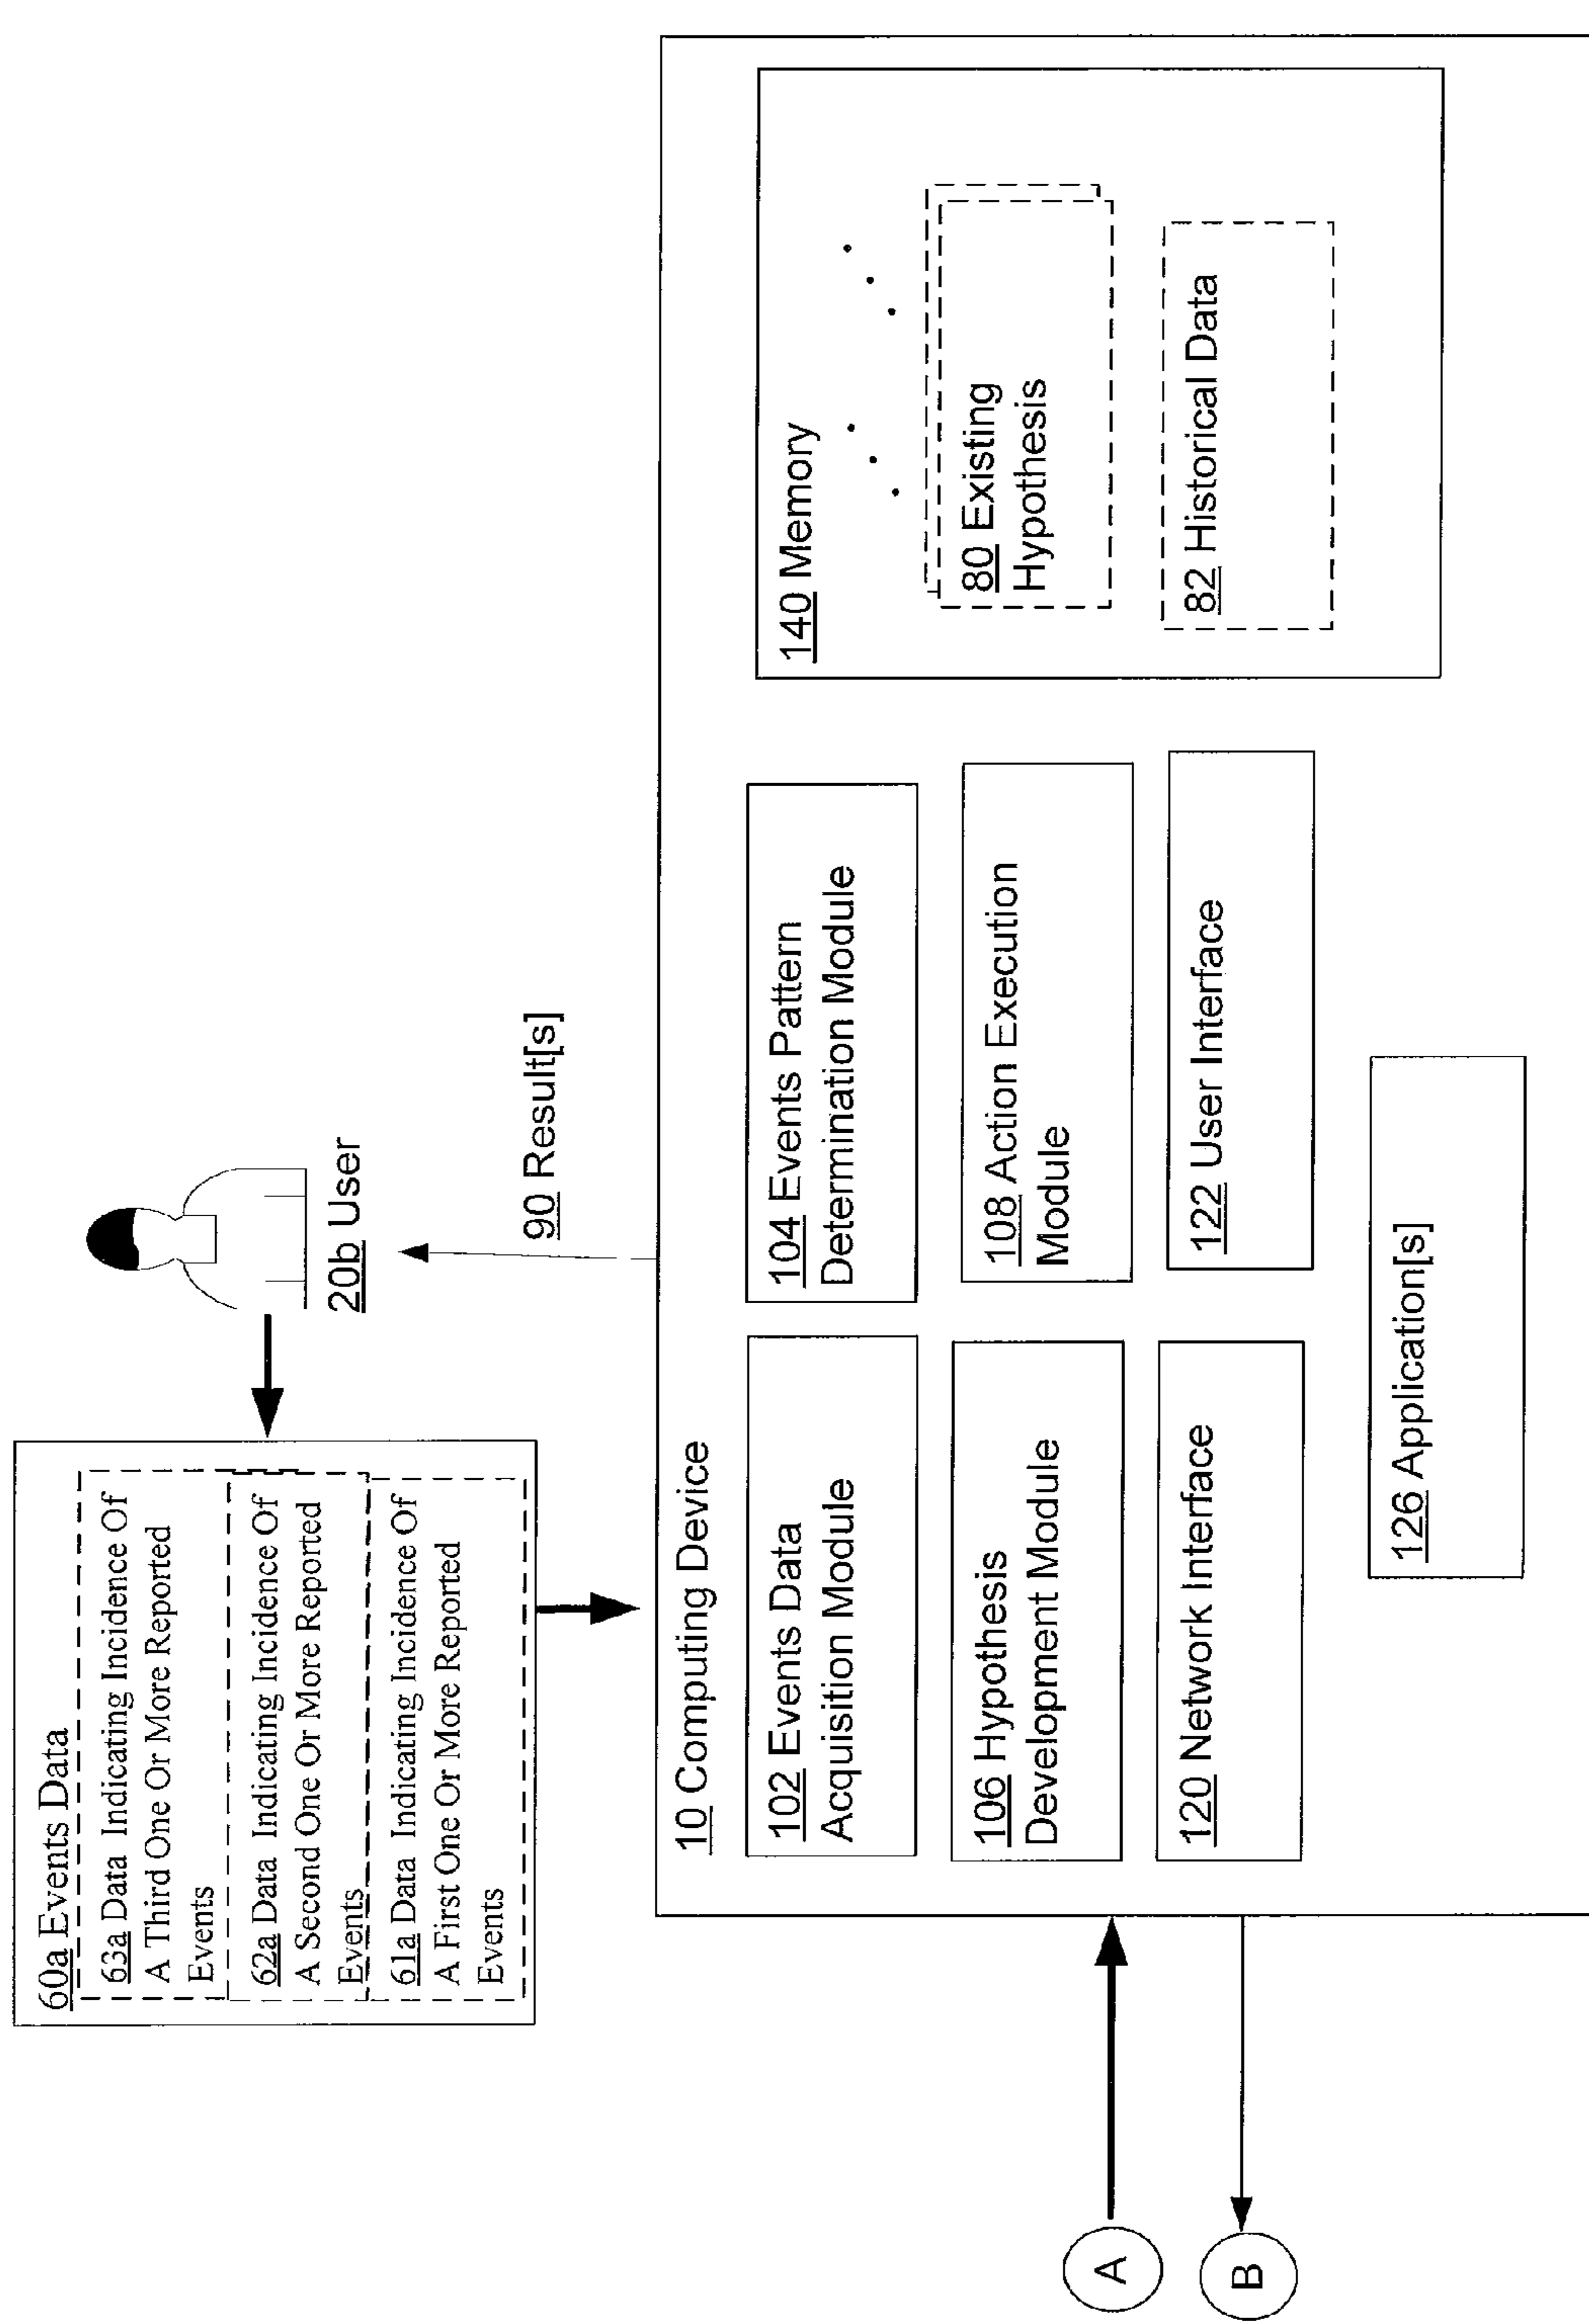 60a Events Data
63a Data Indicating Incidence Of
A Third One Or More Reported
Events
62a Data Indicating Incidence Of
A Second One Or More Reported
Events
61a Data Indicating Incidence Of
A First One Or More Reported
Events
20b User
90 Result[s]
10 Computing Device
102 Events Data
Acquisition Module
104 Events Pattern
Determination Module
106 Hypothesis
Development Module
108 Action Execution
Module
120 Network Interface
122 User Interface
126 Application[s]
140 Memory
80 Existing
Hypothesis
82 Historical Data
A
B